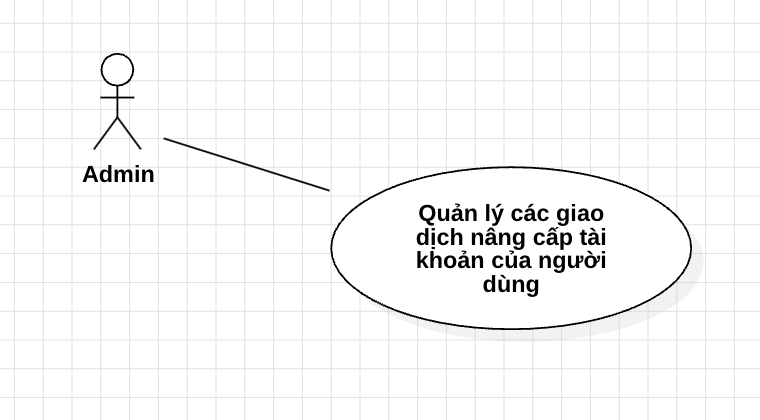 Admin
Quản lý các giao
dịch nâng cấp tài
khoản của người
dùng